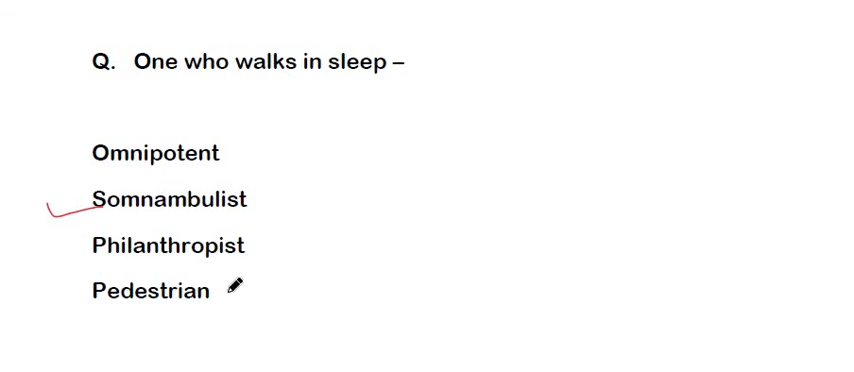 Q. One who walks in sleep –
Omnipotent
Somnambulist
Philanthropist
Pedestrian